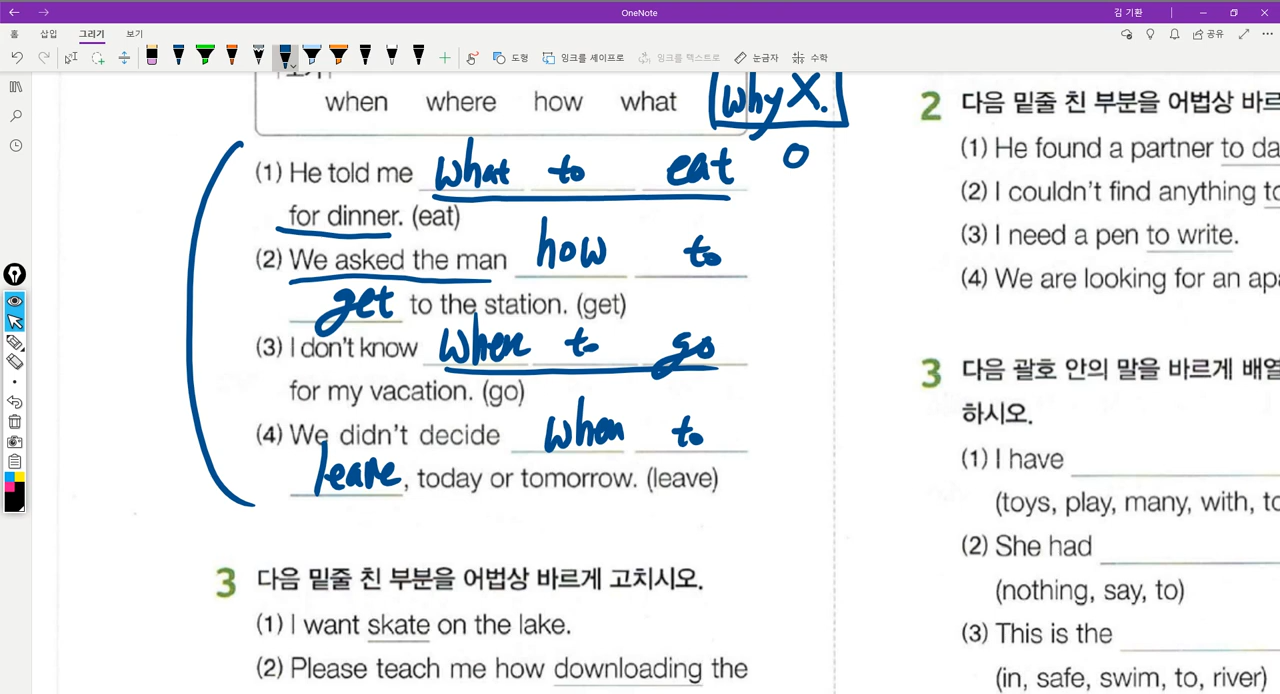 OneNote
김 기환
홈 삽입 그리기 보기
공유
도형 잉크를 셰이프로 잉크를 텍스트로 눈금자 수학
when where how what why X.
(1) He told me what to eat O
for dinner. (eat)
(2) We asked the man how to
get to the station. (get)
(3) I don't know when to go
for my vacation. (go)
(4) We didn't decide when to
leave, today or tomorrow. (leave)
3 다음 밑줄 친 부분을 어법상 바르게 고치시오.
(1) I want skate on the lake.
(2) Please teach me how downloading the
2 다음 밑줄 친 부분을 어법상 바르
(1) He found a partner to da
(2) I couldn't find anything to
(3) I need a pen to write.
(4) We are looking for an apa
3 다음 괄호 안의 말을 바르게 배열
하시오.
(1) I have
(toys, play, many, with, to
(2) She had
(nothing, say, to)
(3) This is the
(in, safe, swim, to, river)